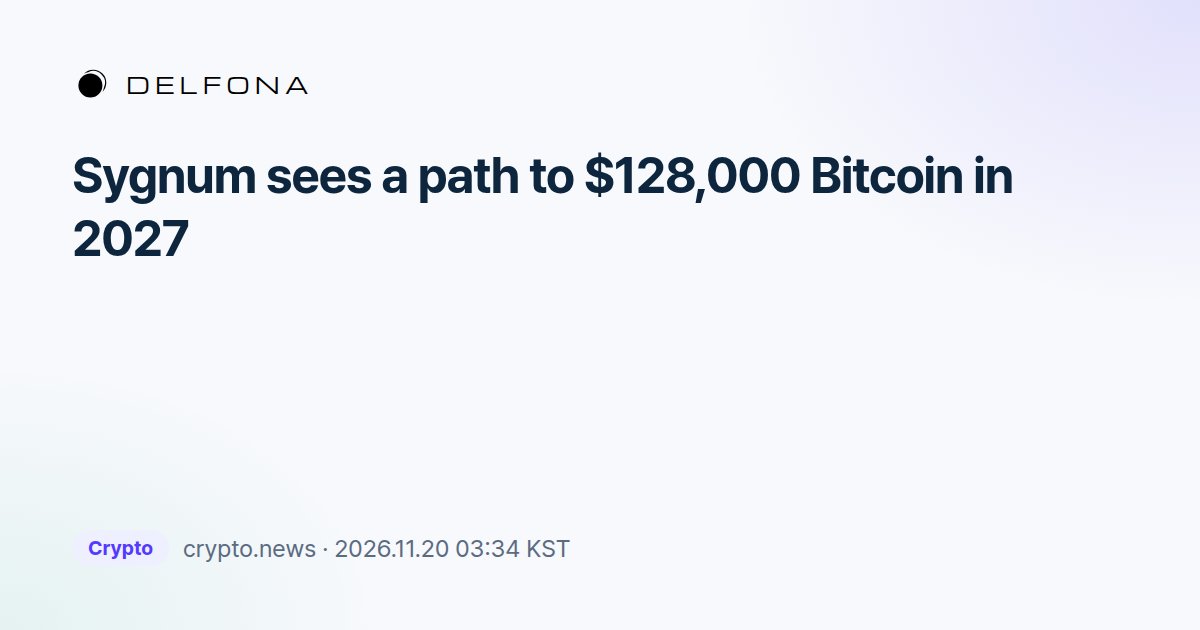 DELFONA
Sygnum sees a path to $128,000 Bitcoin in
2027
Crypto crypto.news · 2026.11.20 03:34 KST